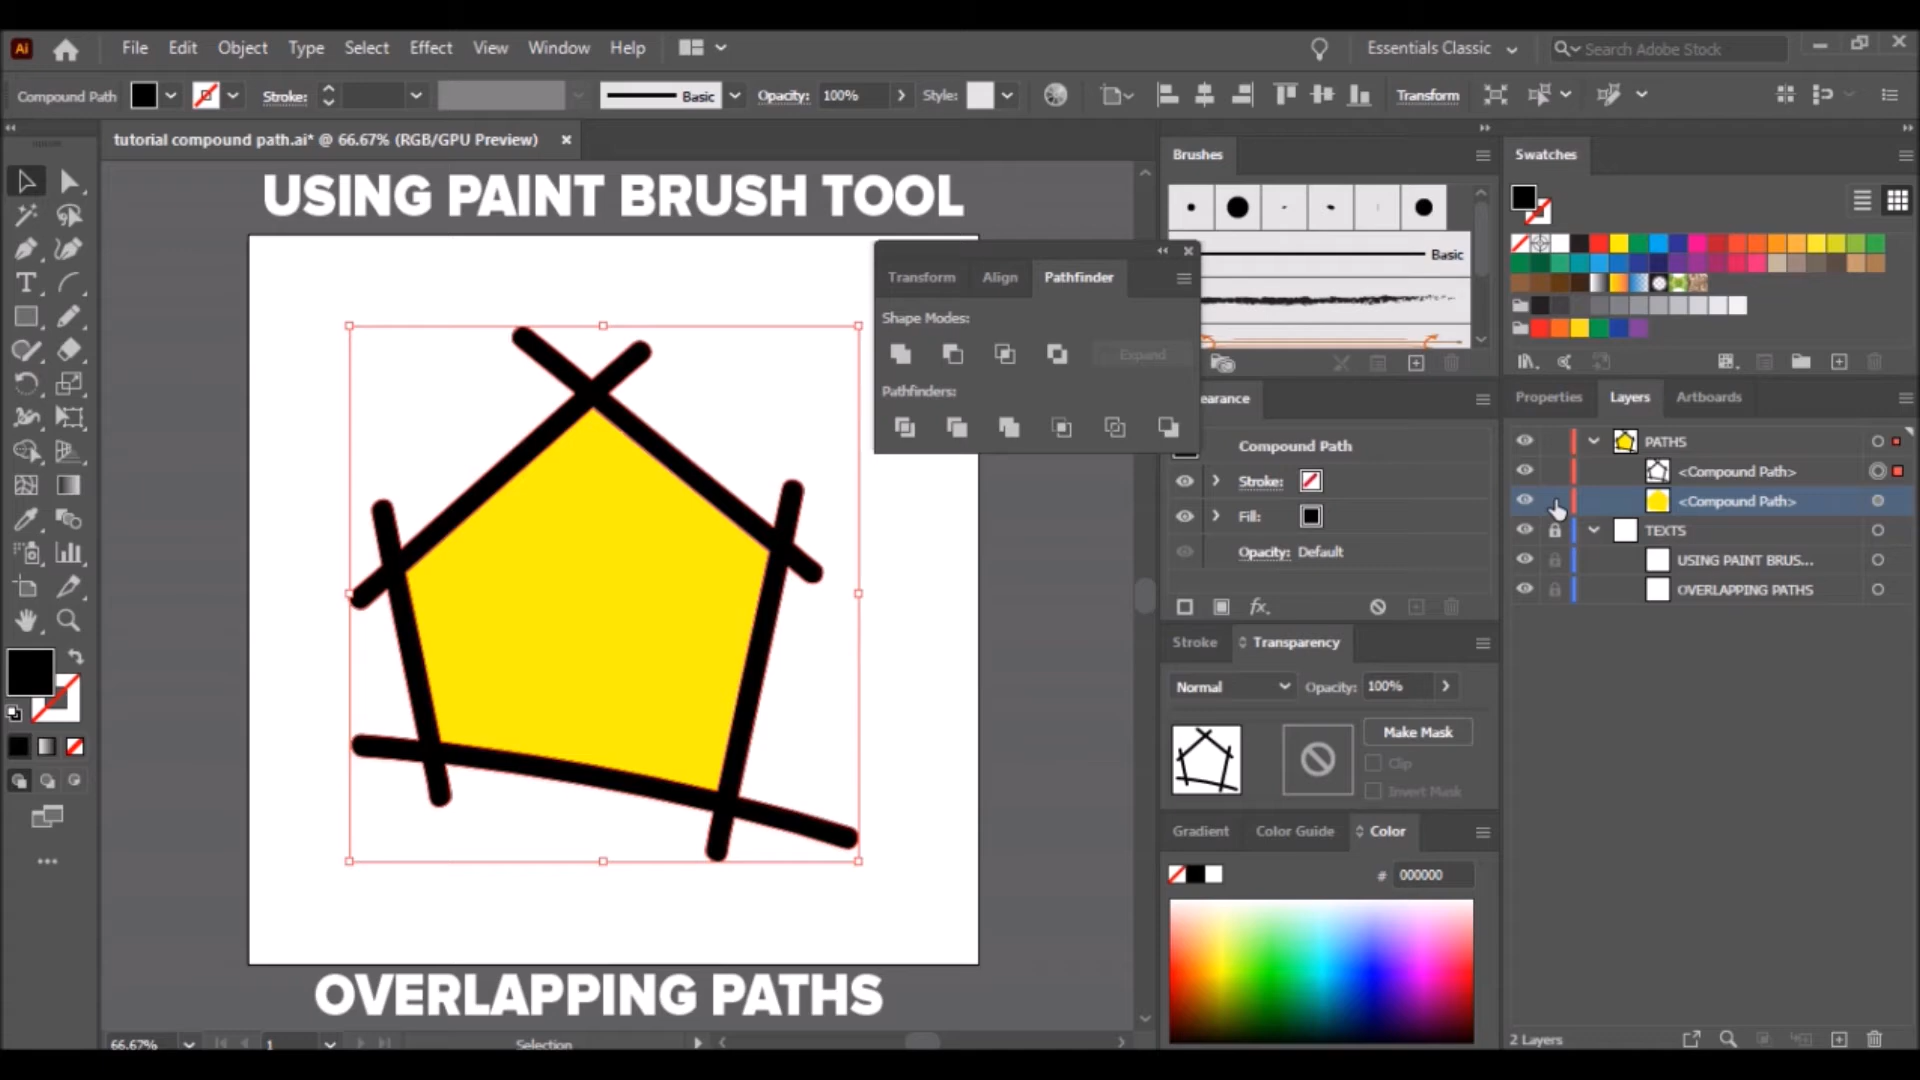 Ai File Edit Object Type Select Effect View Window Help Essentials Classic Search Adobe Stock
Compound Path Stroke: Basic Opacity: 100% Style: Transform
tutorial compound path.ai* @ 66.67% (RGB/GPU Preview) ×
USING PAINT BRUSH TOOL
Transform Align Pathfinder
Shape Modes:
Expand
Pathfinders:
OVERLAPPING PATHS
66.67% 1 Selection
Brushes
Basic
earance
Compound Path
Stroke:
Fill:
Opacity: Default
fx.
Stroke Transparency
Normal Opacity: 100%
Make Mask
Clip
Invert Mask
Gradient Color Guide Color
# 000000
Swatches
Properties Layers Artboards
PATHS
<Compound Path>
<Compound Path>
TEXTS
USING PAINT BRUS...
OVERLAPPING PATHS
2 Layers